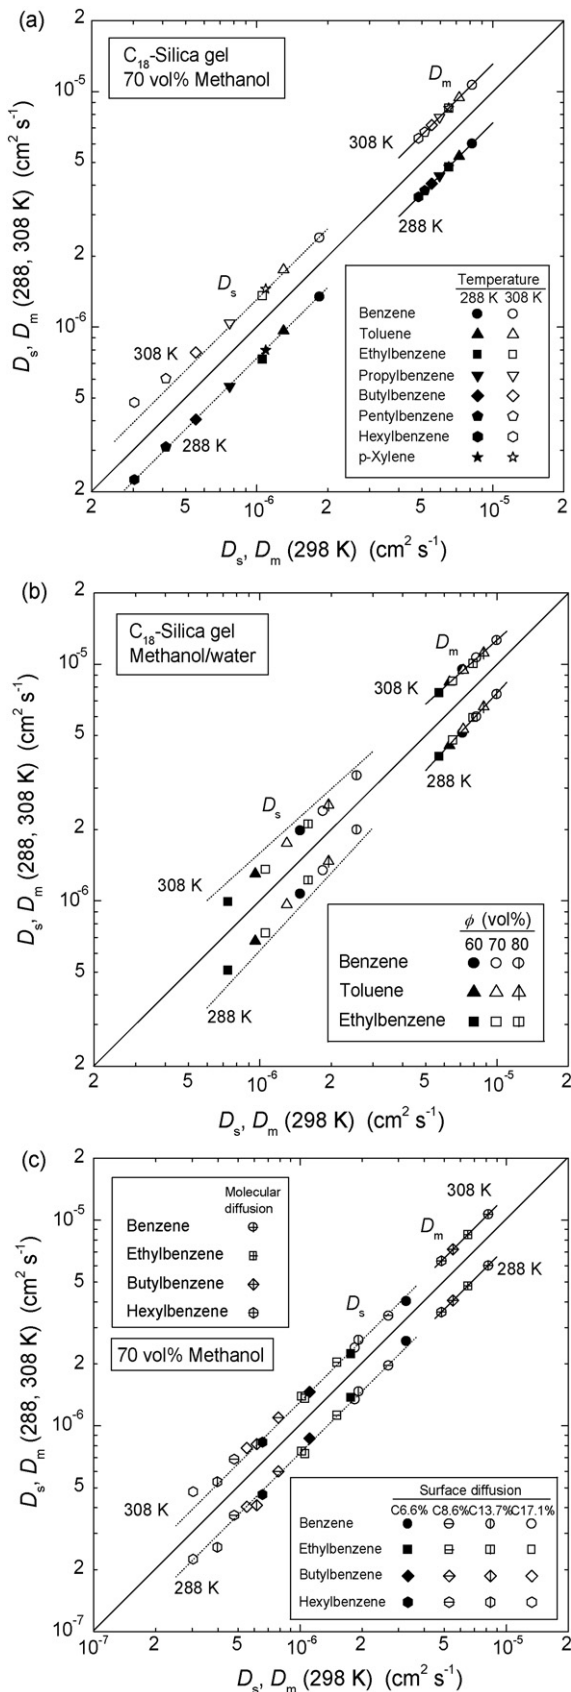 (a)
C₁₈-Silica gel
70 vol% Methanol
Dₘ
308 K
288 K
Dₛ
308 K
288 K
Temperature
288 K 308 K
Benzene
Toluene
Ethylbenzene
Propylbenzene
Butylbenzene
Pentylbenzene
Hexylbenzene
p-Xylene
2
10⁻⁵
5
2
10⁻⁶
5
2
2 5 10⁻⁶ 2 5 10⁻⁵ 2
Dₛ, Dₘ (288, 308 K) (cm² s⁻¹)
Dₛ, Dₘ (298 K) (cm² s⁻¹)
(b)
C₁₈-Silica gel
Methanol/water
Dₘ
308 K
288 K
Dₛ
308 K
288 K
ϕ (vol%)
60 70 80
Benzene
Toluene
Ethylbenzene
2
10⁻⁵
5
2
10⁻⁶
5
2
2 5 10⁻⁶ 2 5 10⁻⁵ 2
Dₛ, Dₘ (288, 308 K) (cm² s⁻¹)
Dₛ, Dₘ (298 K) (cm² s⁻¹)
(c)
Molecular
diffusion
Benzene
Ethylbenzene
Butylbenzene
Hexylbenzene
70 vol% Methanol
308 K
Dₘ
288 K
Dₛ
308 K
288 K
Surface diffusion
C6.6% C8.6% C13.7% C17.1%
Benzene
Ethylbenzene
Butylbenzene
Hexylbenzene
2
10⁻⁵
5
2
10⁻⁶
5
2
10⁻⁷
10⁻⁷ 2 5 10⁻⁶ 2 5 10⁻⁵ 2
Dₛ, Dₘ (288, 308 K) (cm² s⁻¹)
Dₛ, Dₘ (298 K) (cm² s⁻¹)